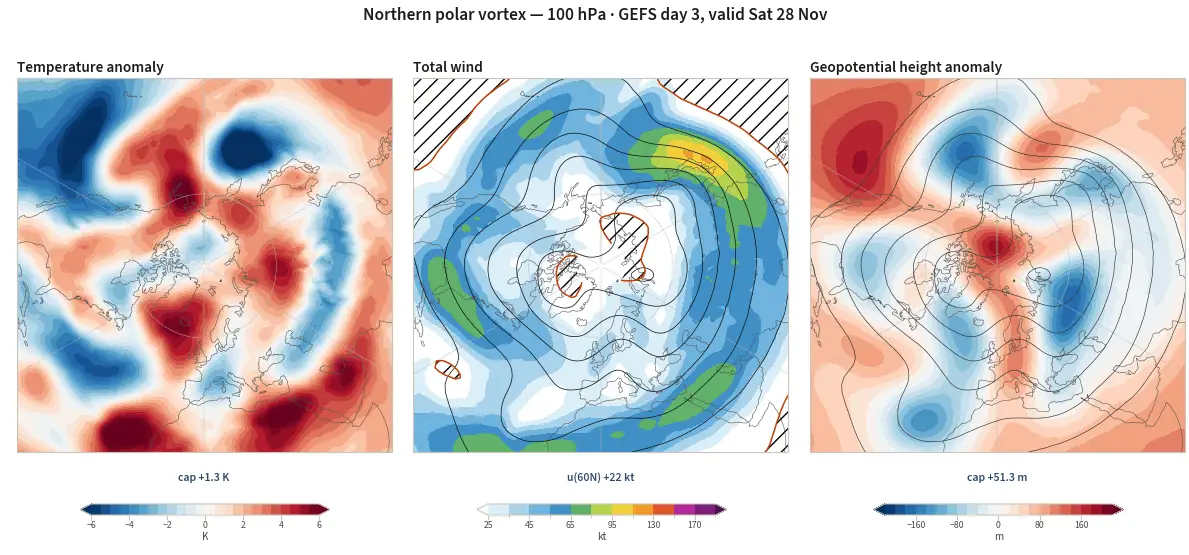 Northern polar vortex — 100 hPa · GEFS day 3, valid Sat 28 Nov
Temperature anomaly
Total wind
Geopotential height anomaly
cap +1.3 K
u(60N) +22 kt
cap +51.3 m
−6 −4 −2 0 2 4 6
K
25 45 65 95 130 170
kt
−160 −80 0 80 160
m